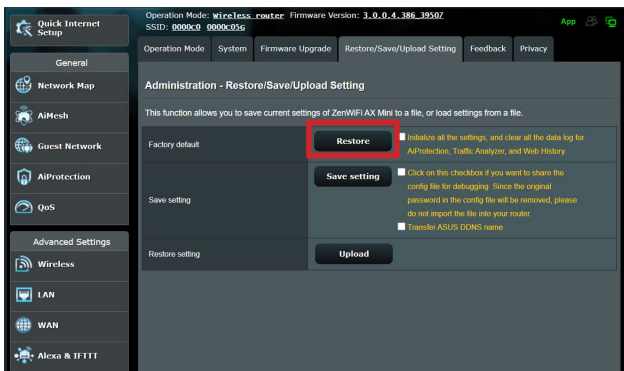 Quick Internet
Setup
Operation Mode: Wireless router Firmware Version: 3.0.0.4.386_39507
SSID: 0000C0 0000C05G
App
Operation Mode System Firmware Upgrade Restore/Save/Upload Setting Feedback Privacy
General
Network Map
AiMesh
Guest Network
AiProtection
QoS
Advanced Settings
Wireless
LAN
WAN
Alexa & IFTTT
Administration - Restore/Save/Upload Setting
This function allows you to save current settings of ZenWiFi AX Mini to a file, or load settings from a file.
Factory default
Restore
Initialize all the settings, and clear all the data log for
AiProtection, Traffic Analyzer, and Web History.
Save setting
Save setting
Click on this checkbox if you want to share the
config file for debugging. Since the original
password in the config file will be removed, please
do not import the file into your router.
Transfer ASUS DDNS name
Restore setting
Upload